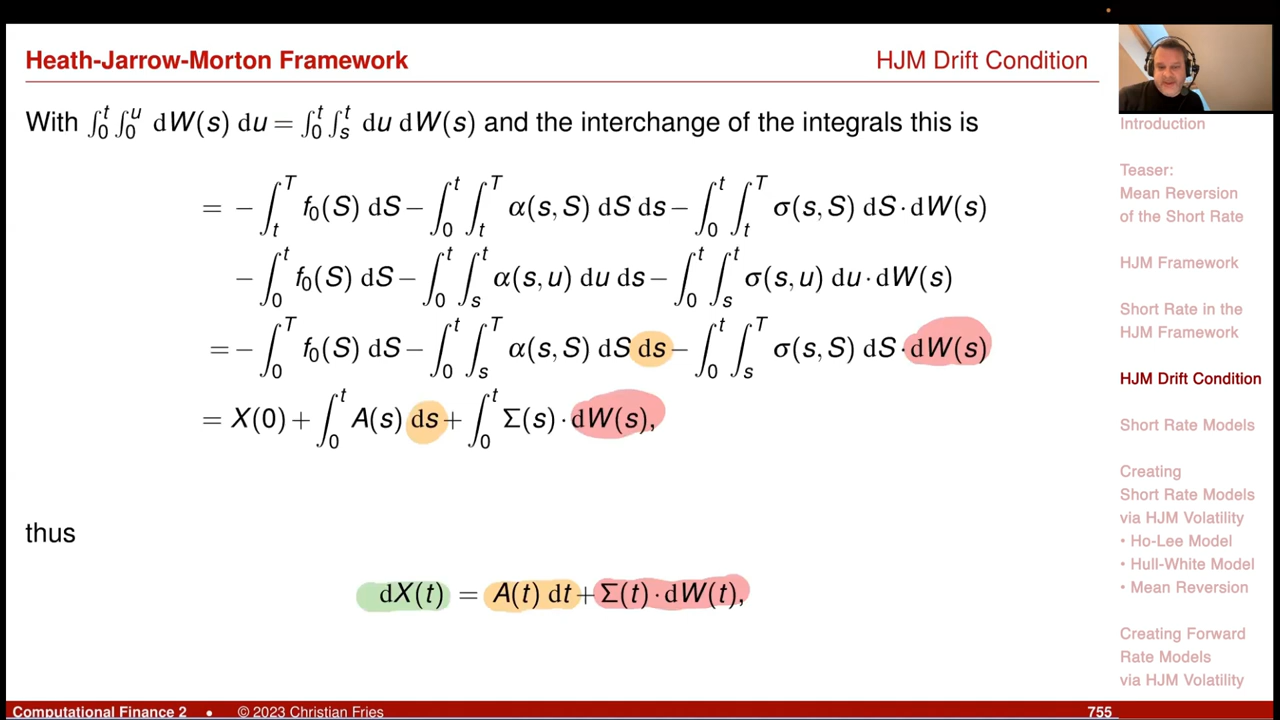 Heath-Jarrow-Morton Framework HJM Drift Condition
With ∫₀ᵗ ∫₀ᵘ dW(s) du = ∫₀ᵗ ∫ₛᵗ du dW(s) and the interchange of the integrals this is
= − ∫ₜᵀ f₀(S) dS − ∫₀ᵗ ∫ₜᵀ α(s,S) dS ds − ∫₀ᵗ ∫ₜᵀ σ(s,S) dS · dW(s)
− ∫₀ᵗ f₀(S) dS − ∫₀ᵗ ∫ₛᵗ α(s,u) du ds − ∫₀ᵗ ∫ₛᵗ σ(s,u) du · dW(s)
= − ∫₀ᵀ f₀(S) dS − ∫₀ᵗ ∫ₛᵀ α(s,S) dS ds − ∫₀ᵗ ∫ₛᵀ σ(s,S) dS · dW(s)
= X(0) + ∫₀ᵗ A(s) ds + ∫₀ᵗ Σ(s) · dW(s),
thus
dX(t) = A(t) dt + Σ(t) · dW(t),
Introduction
Teaser:
Mean Reversion
of the Short Rate
HJM Framework
Short Rate in the
HJM Framework
HJM Drift Condition
Short Rate Models
Creating
Short Rate Models
via HJM Volatility
• Ho-Lee Model
• Hull-White Model
• Mean Reversion
Creating Forward
Rate Models
via HJM Volatility
Computational Finance 2 • © 2023 Christian Fries 755